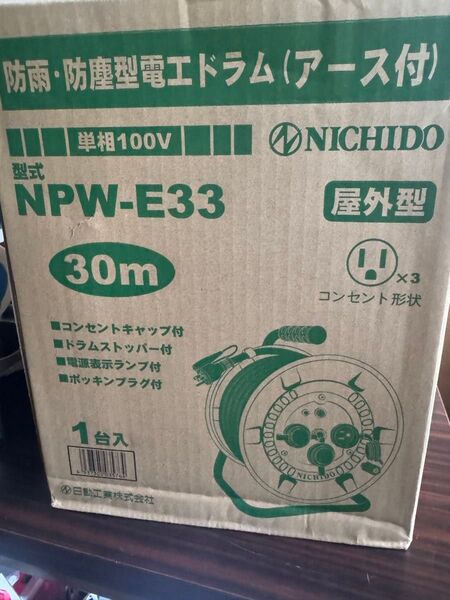 防雨・防塵型電工ドラム(アース付)
単相100V
NICHIDO
型式
NPW-E33
屋外型
30m
×3
コンセント形状
■コンセントキャップ付
■ドラムストッパー付
■電源表示ランプ付
■ポッキンプラグ付
1台入
NICHIDO
日動工業株式会社